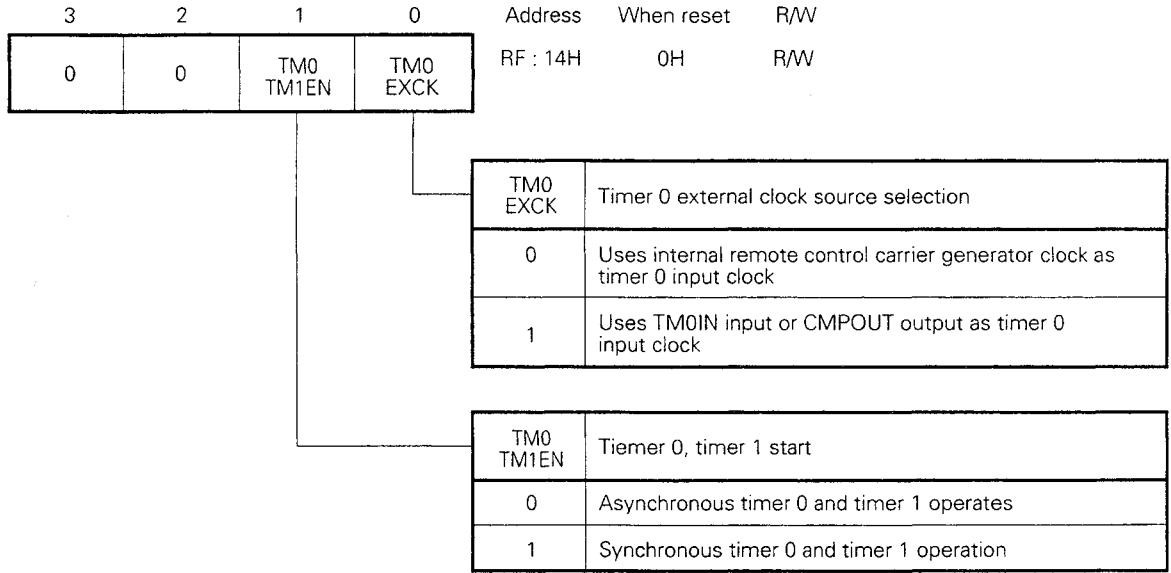 3 2 1 0 Address When reset R/W
0 0 TM0 TM1EN TM0 EXCK RF : 14H 0H R/W
TM0 EXCK Timer 0 external clock source selection
0 Uses internal remote control carrier generator clock as
timer 0 input clock
1 Uses TM0IN input or CMPOUT output as timer 0
input clock
TM0 TM1EN Tiemer 0, timer 1 start
0 Asynchronous timer 0 and timer 1 operates
1 Synchronous timer 0 and timer 1 operation